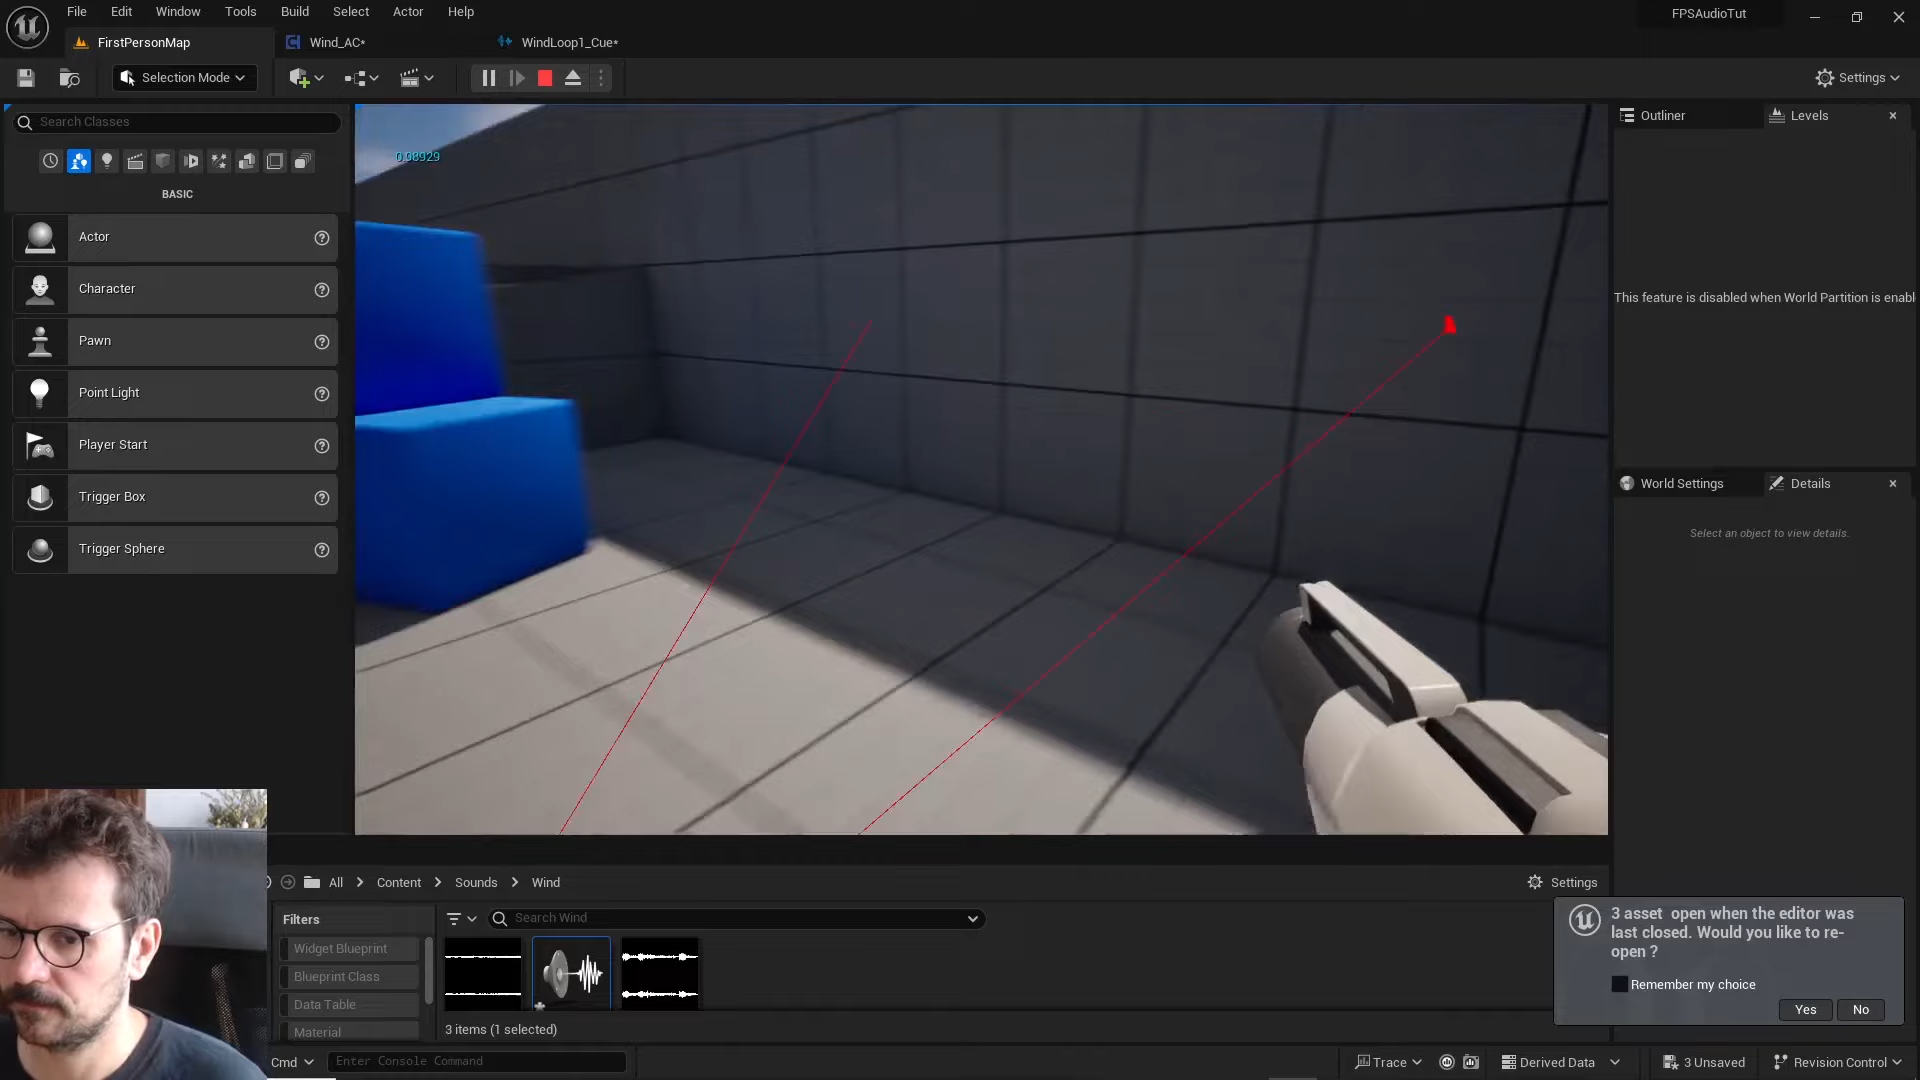 File Edit Window Tools Build Select Actor Help
FPSAudioTut
FirstPersonMap
Wind_AC*
WindLoop1_Cue*
Selection Mode
Settings
Search Classes
BASIC
Actor
Character
Pawn
Point Light
Player Start
Trigger Box
Trigger Sphere
0.08929
Outliner
Levels
This feature is disabled when World Partition is enabl
World Settings
Details
Select an object to view details.
All Content Sounds Wind
Settings
Filters
Search Wind
Widget Blueprint
Blueprint Class
Data Table
Material
3 items (1 selected)
3 asset open when the editor was
last closed. Would you like to re-
open ?
Remember my choice
Yes No
Cmd
Enter Console Command
Trace
Derived Data
3 Unsaved
Revision Control